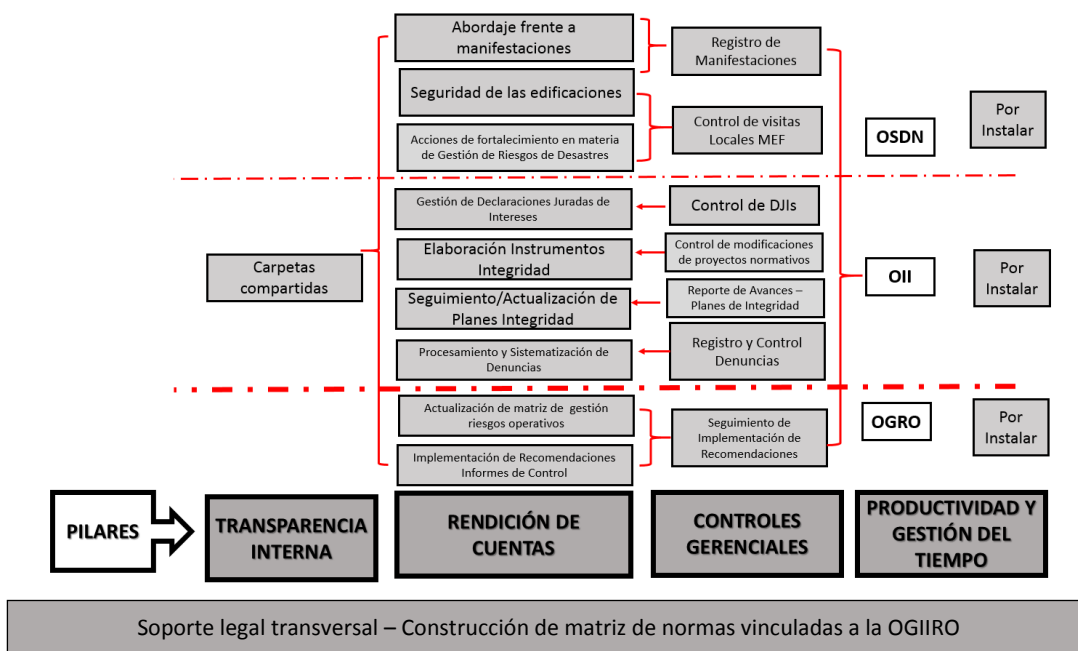 Abordaje frente a
manifestaciones
Registro de
Manifestaciones
Seguridad de las edificaciones
Acciones de fortalecimiento en materia
de Gestión de Riesgos de Desastres
Control de visitas
Locales MEF
OSDN
Por
Instalar
Carpetas
compartidas
Gestión de Declaraciones Juradas de
Intereses
Control de DJIs
Elaboración Instrumentos
Integridad
Control de modificaciones
de proyectos normativos
Seguimiento/Actualización de
Planes Integridad
Reporte de Avances –
Planes de Integridad
Procesamiento y Sistematización de
Denuncias
Registro y Control
Denuncias
OII
Por
Instalar
Actualización de matriz de gestión
riesgos operativos
Implementación de Recomendaciones
Informes de Control
Seguimiento de
Implementación de
Recomendaciones
OGRO
Por
Instalar
PILARES
TRANSPARENCIA
INTERNA
RENDICIÓN DE
CUENTAS
CONTROLES
GERENCIALES
PRODUCTIVIDAD Y
GESTIÓN DEL
TIEMPO
Soporte legal transversal – Construcción de matriz de normas vinculadas a la OGIIRO